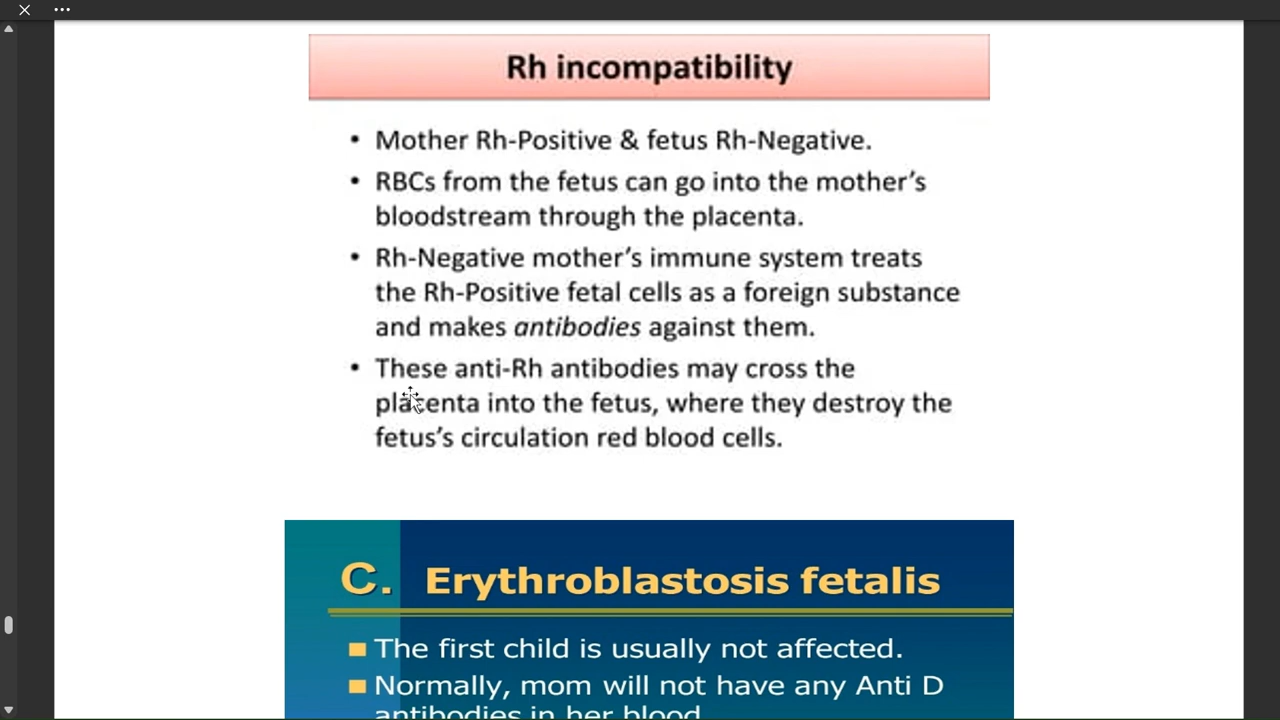 Rh incompatibility
• Mother Rh-Positive & fetus Rh-Negative.
• RBCs from the fetus can go into the mother’s
bloodstream through the placenta.
• Rh-Negative mother’s immune system treats
the Rh-Positive fetal cells as a foreign substance
and makes antibodies against them.
• These anti-Rh antibodies may cross the
placenta into the fetus, where they destroy the
fetus’s circulation red blood cells.
C. Erythroblastosis fetalis
The first child is usually not affected.
Normally, mom will not have any Anti D
antibodies in her blood